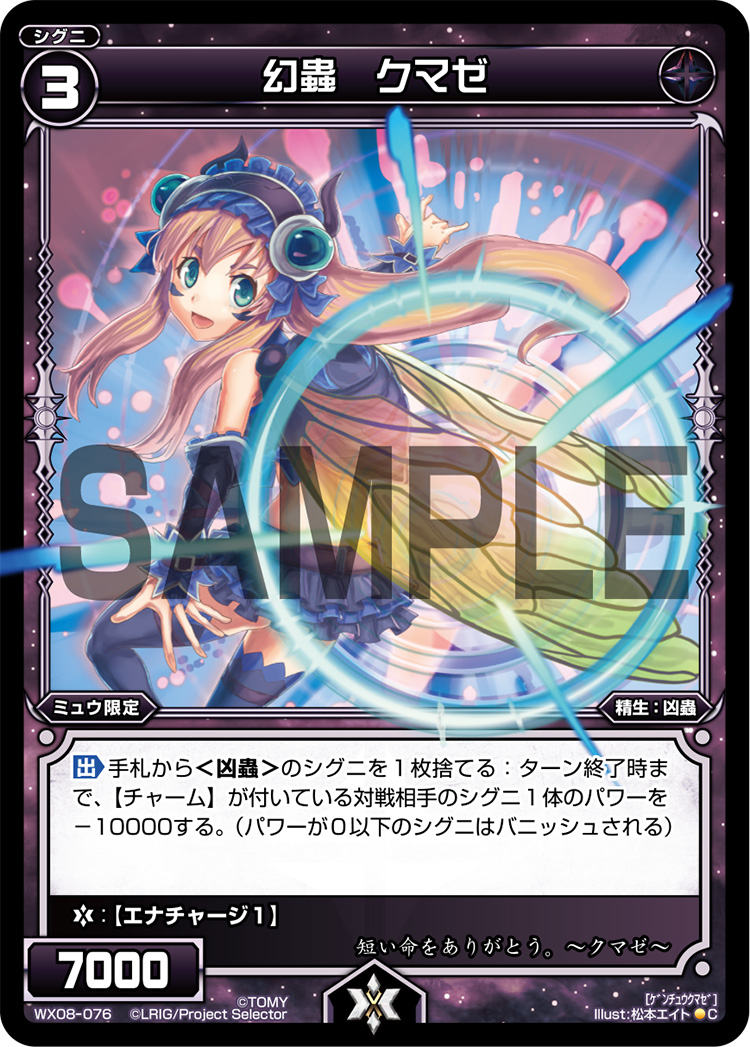 シグニ
3
幻蟲 クマゼ
SAMPLE
ミュウ限定
精生:凶蟲
出 手札から<凶蟲>のシグニを1枚捨てる:ターン終了時ま
で、【チャーム】が付いている対戦相手のシグニ1体のパワーを
－10000する。(パワーが0以下のシグニはバニッシュされる)
:【エナチャージ1】
短い命をありがとう。～クマゼ～
7000
WX08-076 ©LRIG/Project Selector
©TOMY
[ｹﾞﾝﾁｭｳｸﾏｾﾞ]
Illust:松本エイト C